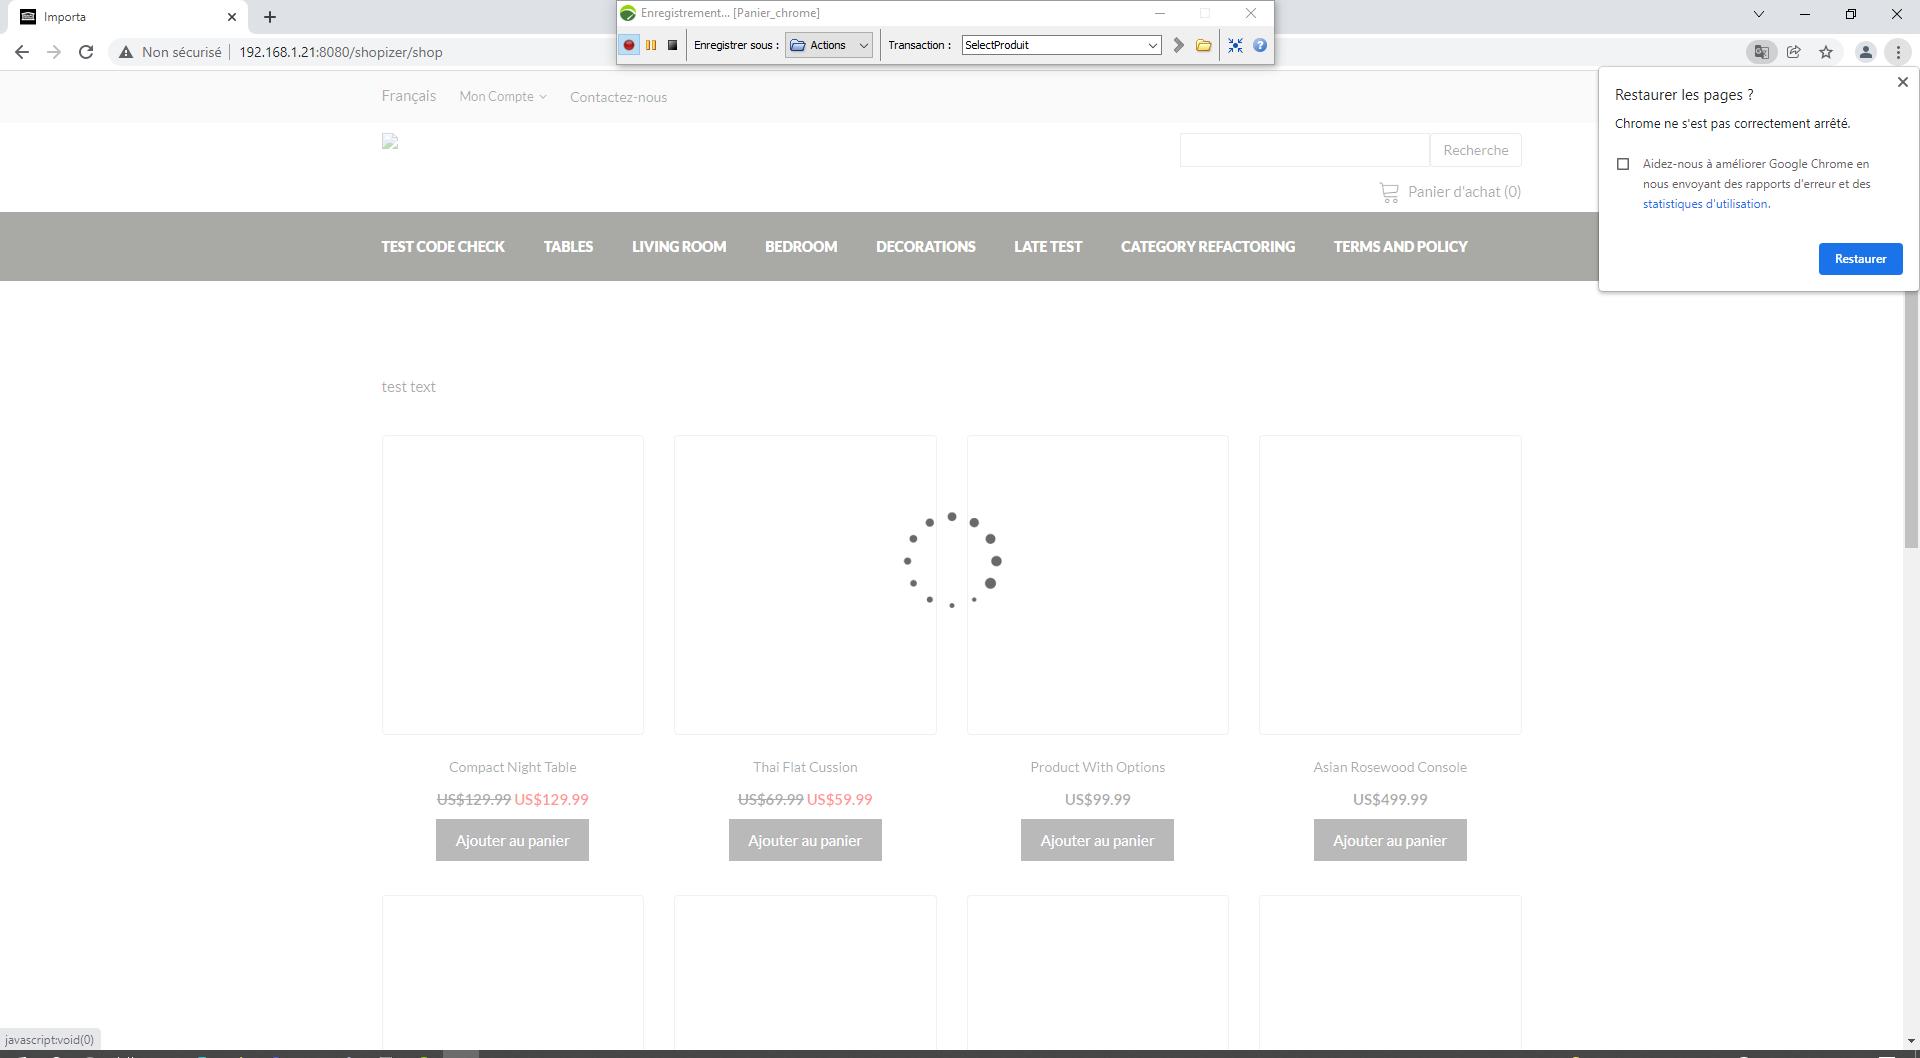 Importa
Enregistrement... [Panier_chrome]
Enregistrer sous : Actions Transaction : SelectProduit
Non sécurisé 192.168.1.21:8080/shopizer/shop
Français Mon Compte Contactez-nous
Recherche
Panier d'achat (0)
TEST CODE CHECK TABLES LIVING ROOM BEDROOM DECORATIONS LATE TEST CATEGORY REFACTORING TERMS AND POLICY
Restaurer les pages ?
Chrome ne s'est pas correctement arrêté.
Aidez-nous à améliorer Google Chrome en
nous envoyant des rapports d'erreur et des
statistiques d'utilisation.
Restaurer
test text
Compact Night Table
US$129.99 US$129.99
Ajouter au panier
Thai Flat Cussion
US$69.99 US$59.99
Ajouter au panier
Product With Options
US$99.99
Ajouter au panier
Asian Rosewood Console
US$499.99
Ajouter au panier
javascript:void(0)